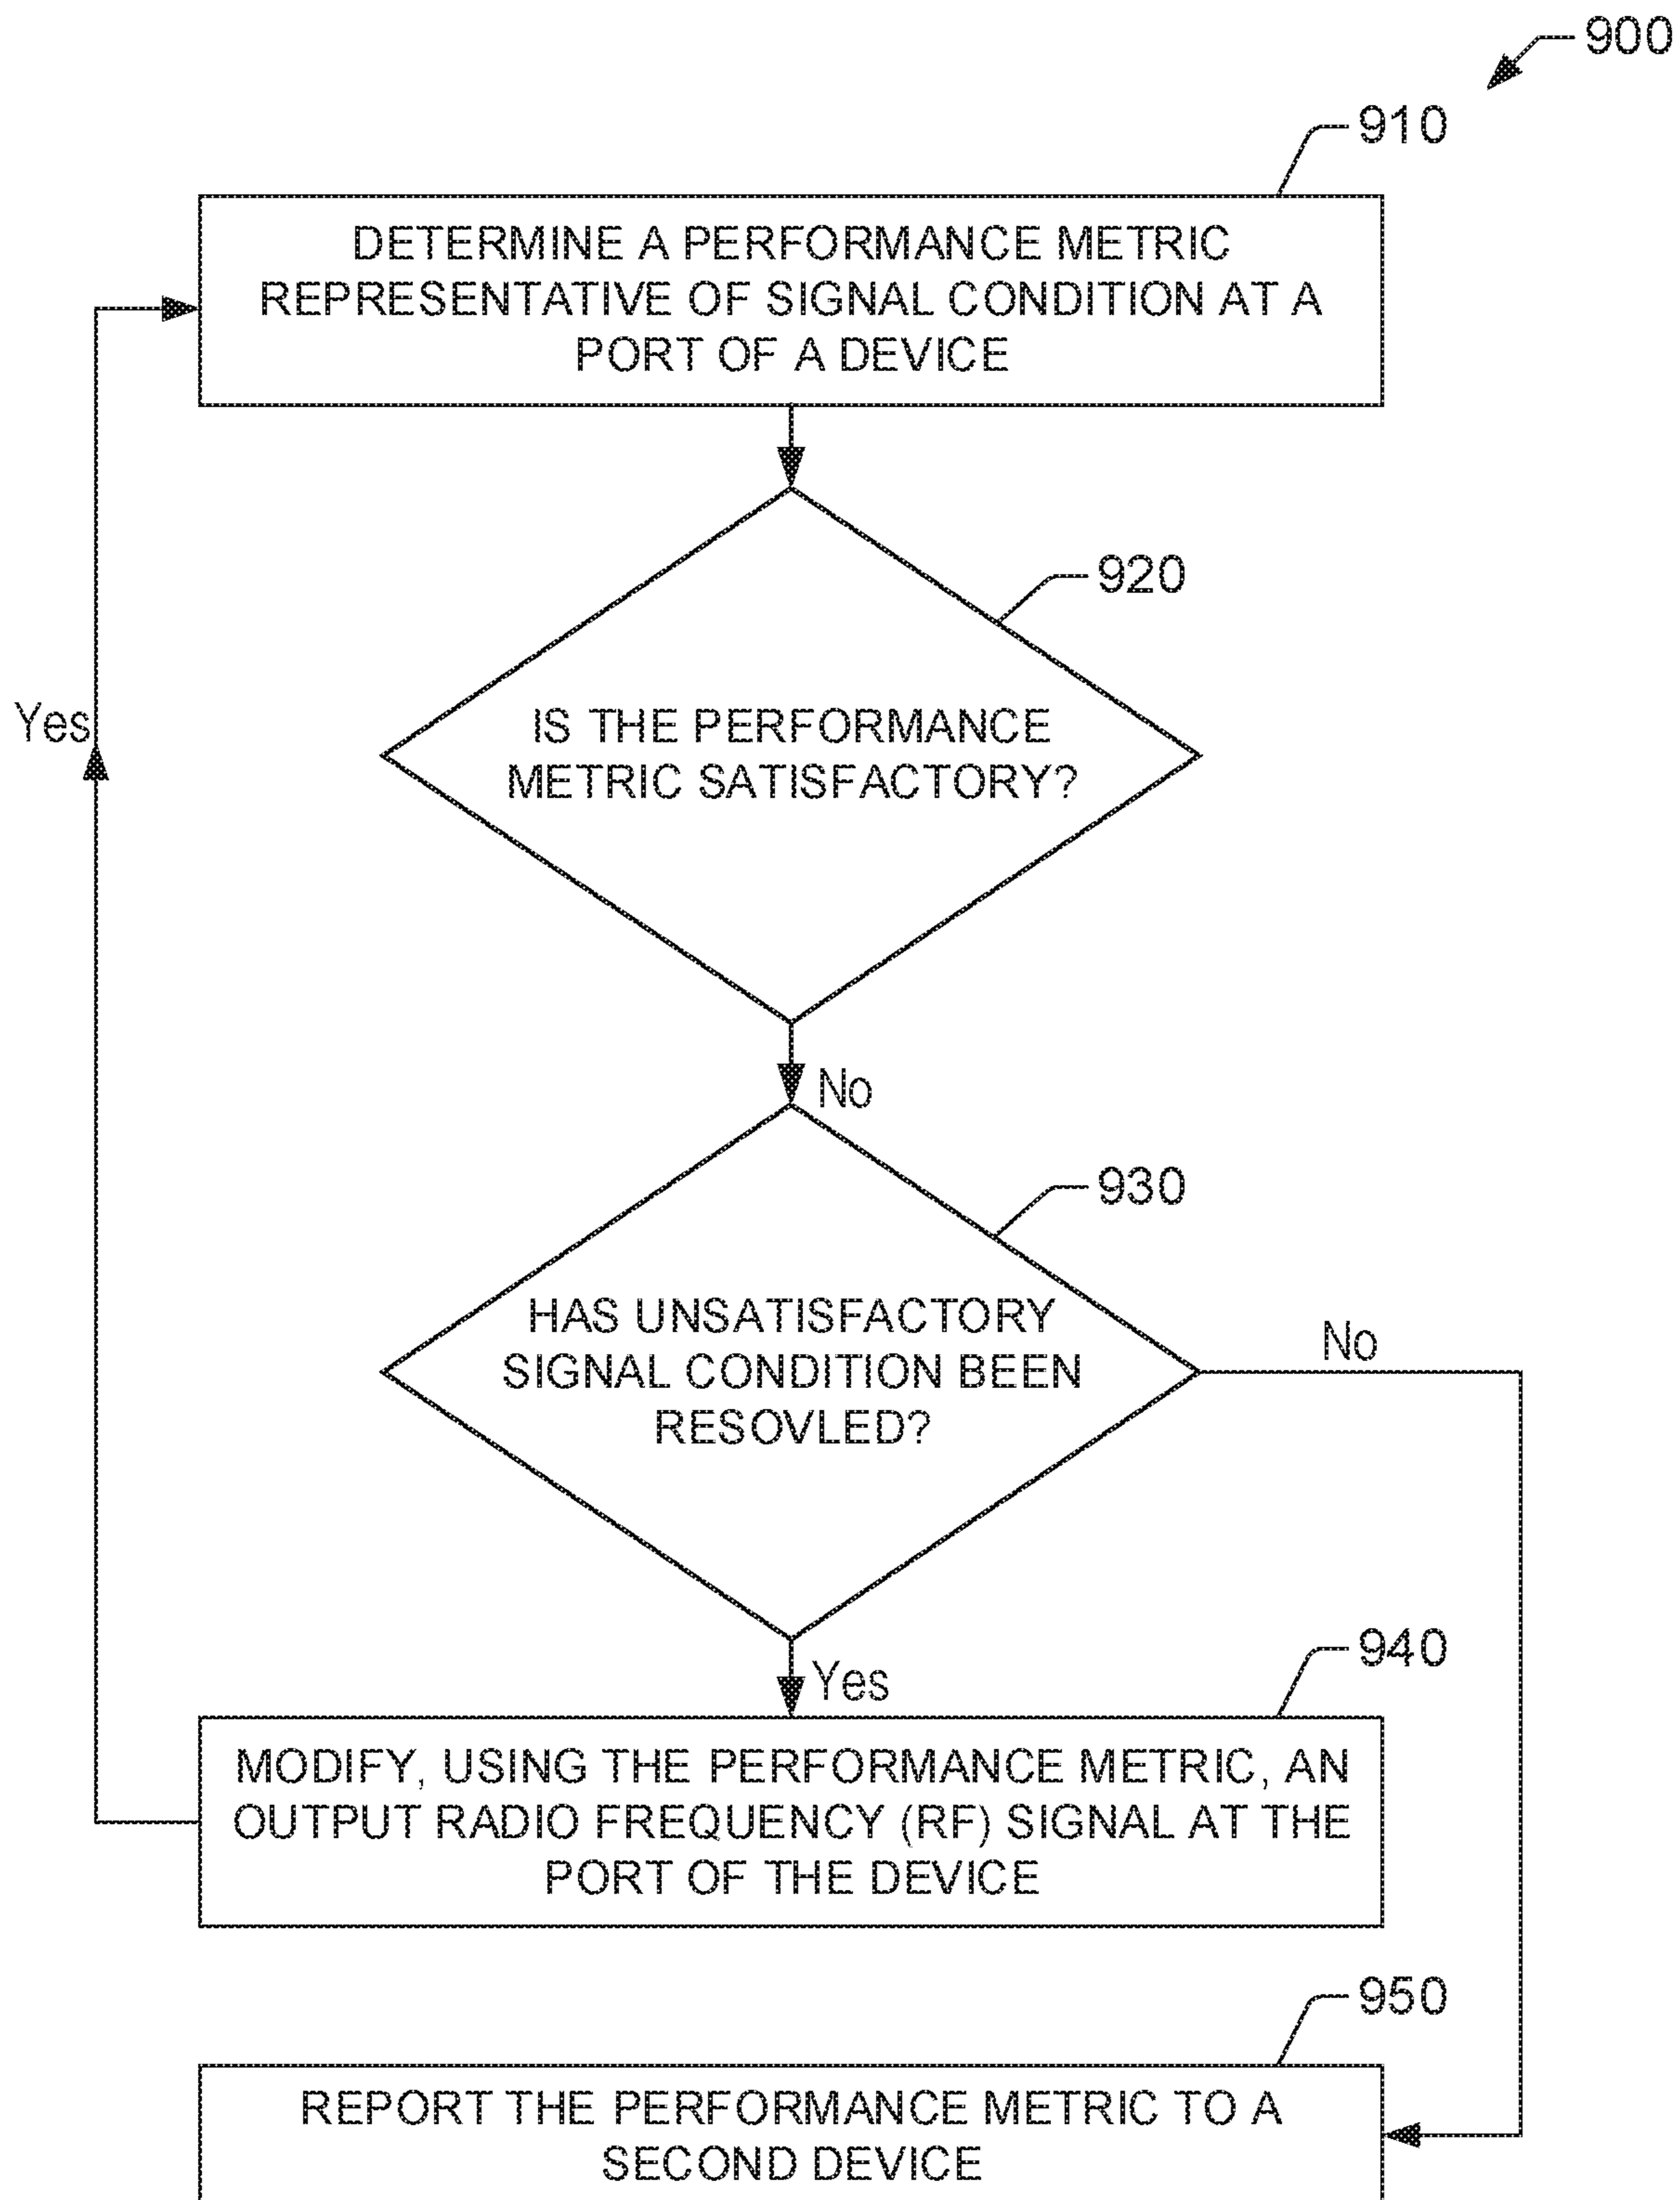 900
910
DETERMINE A PERFORMANCE METRIC
REPRESENTATIVE OF SIGNAL CONDITION AT A
PORT OF A DEVICE
920
Yes
IS THE PERFORMANCE
METRIC SATISFACTORY?
No
930
HAS UNSATISFACTORY
SIGNAL CONDITION BEEN
RESOVLED?
No
Yes
940
MODIFY, USING THE PERFORMANCE METRIC, AN
OUTPUT RADIO FREQUENCY (RF) SIGNAL AT THE
PORT OF THE DEVICE
950
REPORT THE PERFORMANCE METRIC TO A
SECOND DEVICE